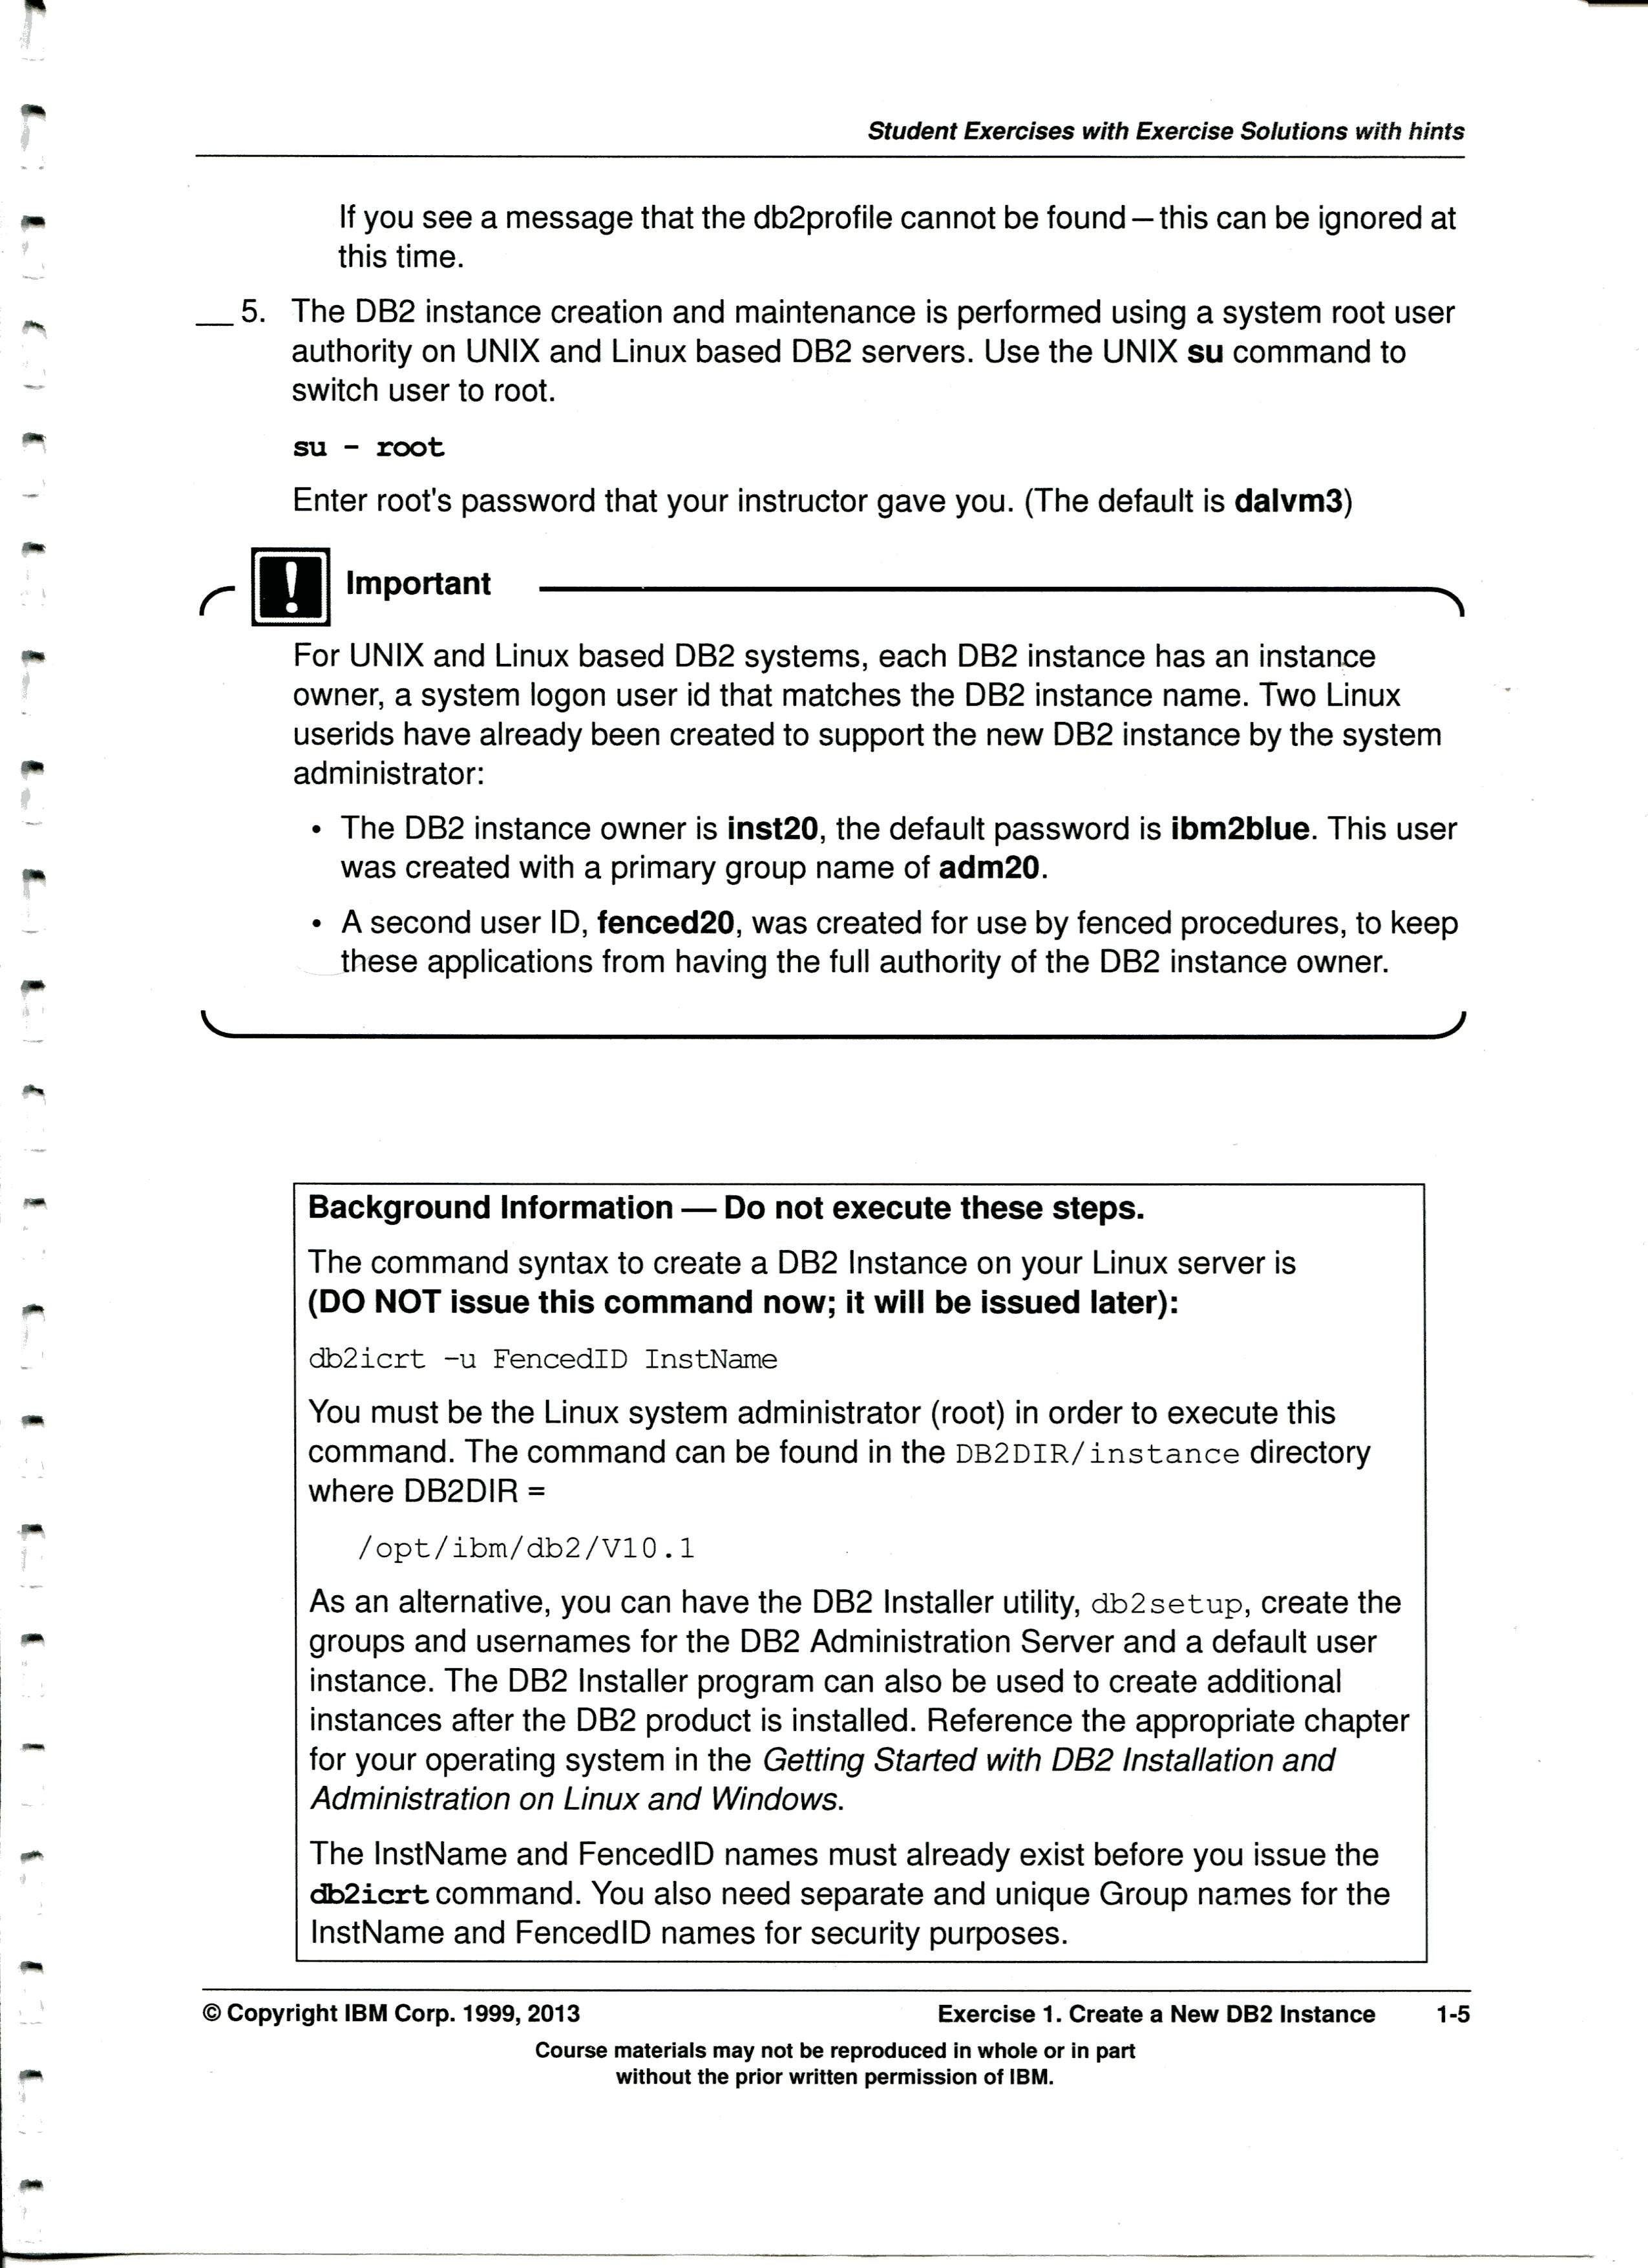 Student Exercises with Exercise Solutions with hints
If you see a message that the db2profile cannot be found—this can be ignored at
this time.
__ 5. The DB2 instance creation and maintenance is performed using a system root user
authority on UNIX and Linux based DB2 servers. Use the UNIX su command to
switch user to root.
su - root
Enter root's password that your instructor gave you. (The default is dalvm3)
! Important
For UNIX and Linux based DB2 systems, each DB2 instance has an instance
owner, a system logon user id that matches the DB2 instance name. Two Linux
userids have already been created to support the new DB2 instance by the system
administrator:
• The DB2 instance owner is inst20, the default password is ibm2blue. This user
was created with a primary group name of adm20.
• A second user ID, fenced20, was created for use by fenced procedures, to keep
these applications from having the full authority of the DB2 instance owner.
Background Information — Do not execute these steps.
The command syntax to create a DB2 Instance on your Linux server is
(DO NOT issue this command now; it will be issued later):
db2icrt -u FencedID InstName
You must be the Linux system administrator (root) in order to execute this
command. The command can be found in the DB2DIR/instance directory
where DB2DIR =
/opt/ibm/db2/V10.1
As an alternative, you can have the DB2 Installer utility, db2setup, create the
groups and usernames for the DB2 Administration Server and a default user
instance. The DB2 Installer program can also be used to create additional
instances after the DB2 product is installed. Reference the appropriate chapter
for your operating system in the Getting Started with DB2 Installation and
Administration on Linux and Windows.
The InstName and FencedID names must already exist before you issue the
db2icrt command. You also need separate and unique Group names for the
InstName and FencedID names for security purposes.
© Copyright IBM Corp. 1999, 2013 Exercise 1. Create a New DB2 Instance 1-5
Course materials may not be reproduced in whole or in part
without the prior written permission of IBM.